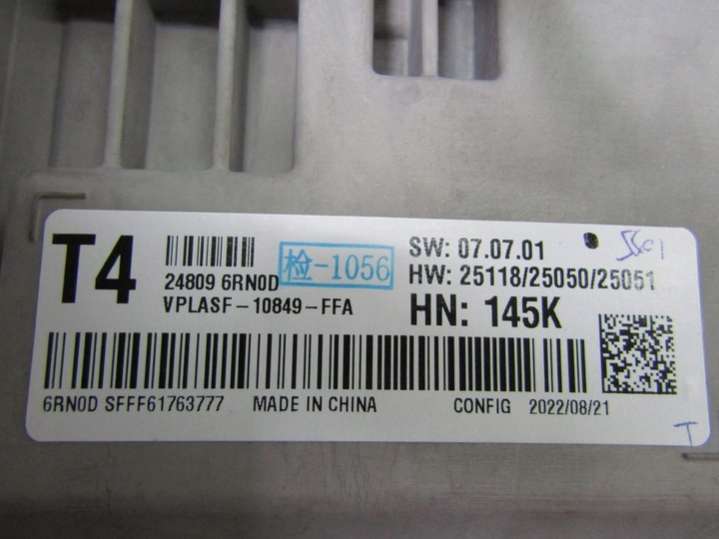 T4
24809 6RN0D
VPLASF-10849-FFA
检-1056
SW: 07.07.01
HW: 25118/25050/25051
HN: 145K
6RN0D SFFF61763777 MADE IN CHINA CONFIG 2022/08/21
T